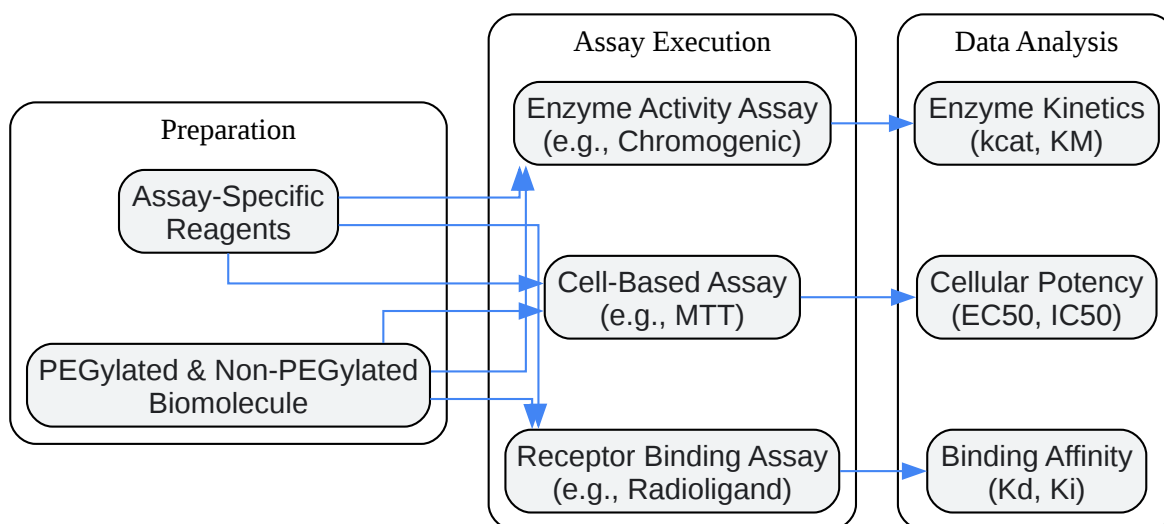 Preparation
Assay-Specific
Reagents
PEGylated & Non-PEGylated
Biomolecule
Assay Execution
Enzyme Activity Assay
(e.g., Chromogenic)
Cell-Based Assay
(e.g., MTT)
Receptor Binding Assay
(e.g., Radioligand)
Data Analysis
Enzyme Kinetics
(kcat, KM)
Cellular Potency
(EC50, IC50)
Binding Affinity
(Kd, Ki)